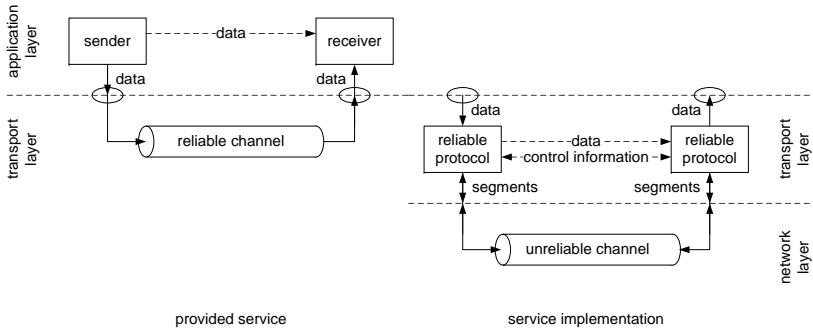 application
layer
sender
data
receiver
data
data
transport
layer
reliable channel
provided service
data
data
reliable
protocol
data
control information
reliable
protocol
transport
layer
segments
segments
unreliable channel
network
layer
service implementation